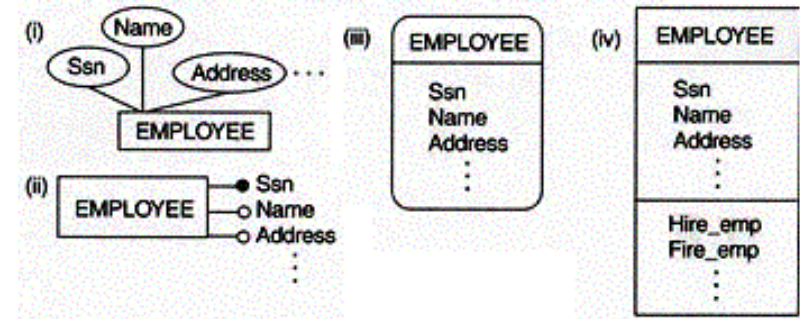 (i)
Name
Ssn
Address ...
EMPLOYEE
(ii)
EMPLOYEE
Ssn
Name
Address
(iii)
EMPLOYEE
Ssn
Name
Address
(iv)
EMPLOYEE
Ssn
Name
Address
Hire_emp
Fire_emp